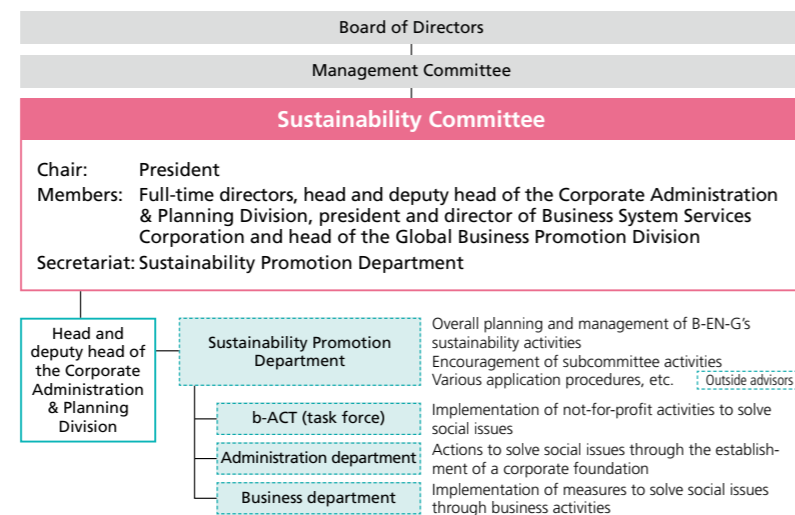 Board of Directors
Management Committee
Sustainability Committee
Chair: President
Members: Full-time directors, head and deputy head of the Corporate Administration
& Planning Division, president and director of Business System Services
Corporation and head of the Global Business Promotion Division
Secretariat: Sustainability Promotion Department
Head and
deputy head of
the Corporate
Administration
& Planning
Division
Sustainability Promotion
Department
Overall planning and management of B-EN-G’s
sustainability activities
Encouragement of subcommittee activities
Various application procedures, etc.
Outside advisors
b-ACT (task force)
Implementation of not-for-profit activities to solve
social issues
Administration department
Actions to solve social issues through the establish-
ment of a corporate foundation
Business department
Implementation of measures to solve social issues
through business activities